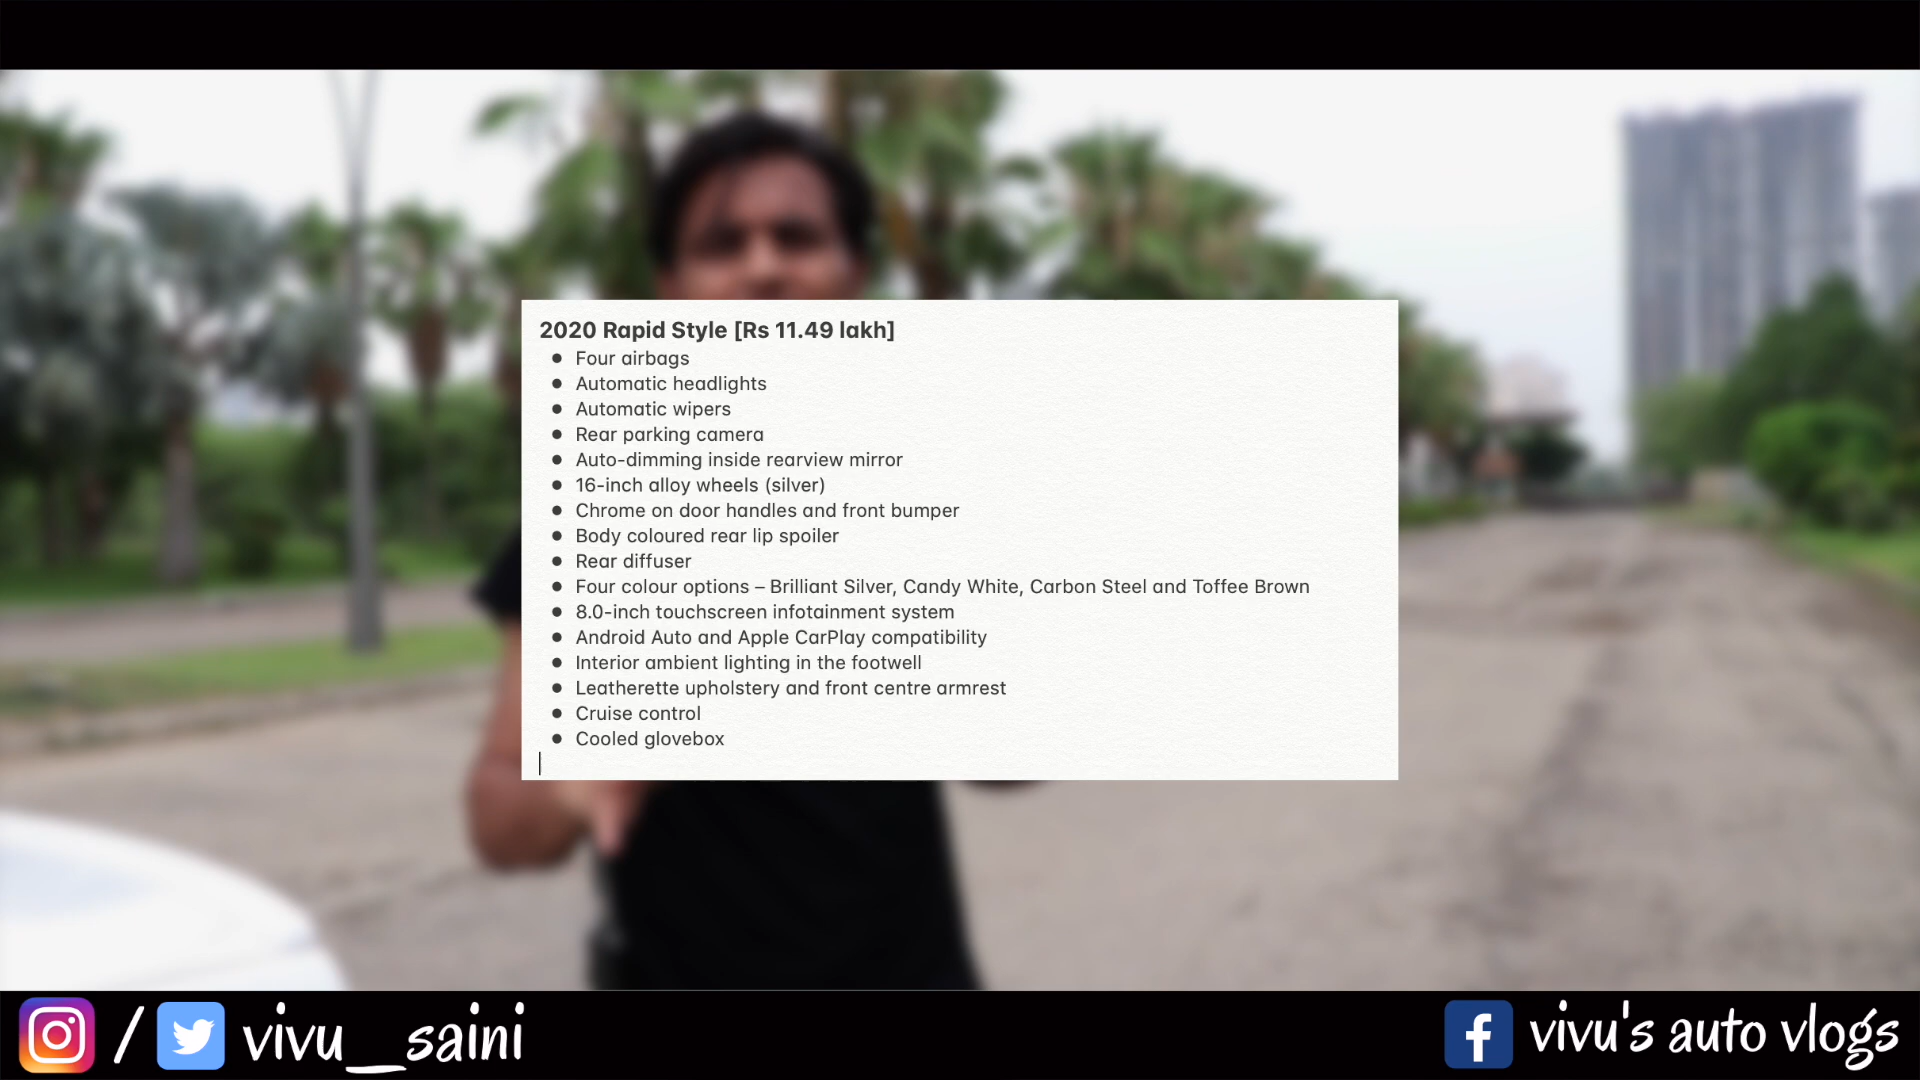 2020 Rapid Style [Rs 11.49 lakh]
● Four airbags
● Automatic headlights
● Automatic wipers
● Rear parking camera
● Auto-dimming inside rearview mirror
● 16-inch alloy wheels (silver)
● Chrome on door handles and front bumper
● Body coloured rear lip spoiler
● Rear diffuser
● Four colour options – Brilliant Silver, Candy White, Carbon Steel and Toffee Brown
● 8.0-inch touchscreen infotainment system
● Android Auto and Apple CarPlay compatibility
● Interior ambient lighting in the footwell
● Leatherette upholstery and front centre armrest
● Cruise control
● Cooled glovebox
/ vivu__saini
vivu's auto vlogs